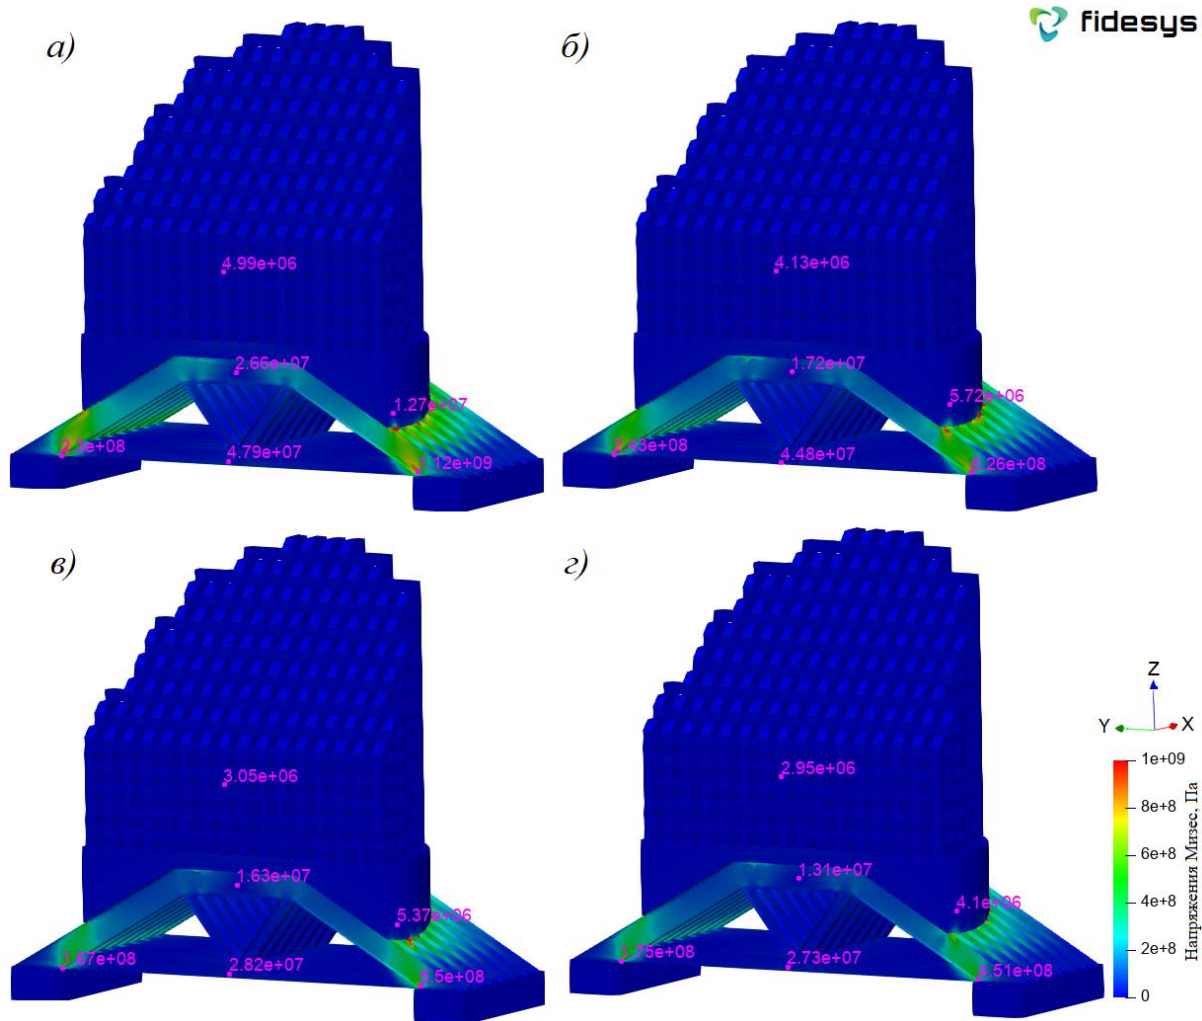 а)
б)
fidesys
4.99e+06
4.13e+06
2.66e+07
1.72e+07
1.27e+07
5.72e+06
4.79e+07
1.12e+09
4.48e+07
в)
г)
3.05e+06
2.95e+06
1.63e+07
1.31e+07
5.37e+06
4.1e+06
2.82e+07
5.5e+08
2.73e+07
4.51e+08
Z
Y
X
1e+09
8e+8
6e+8
4e+8
2e+8
0
Напряжения Мизес, Па